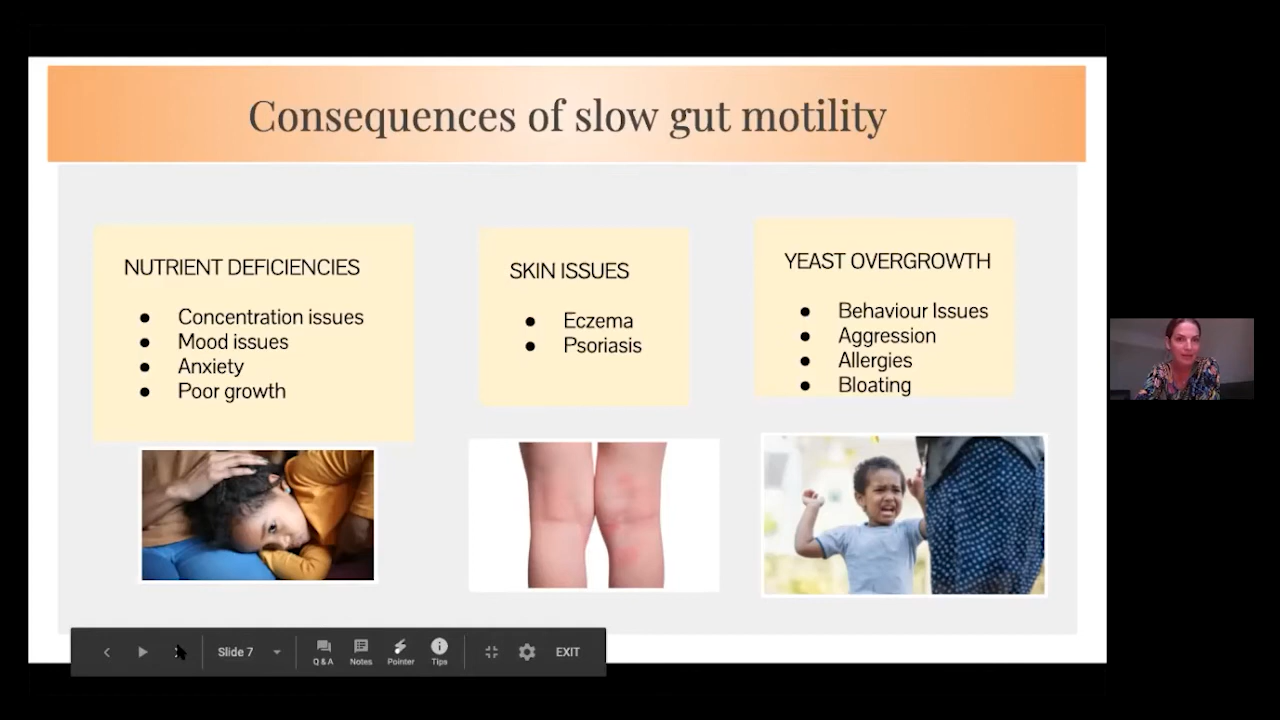 Consequences of slow gut motility
NUTRIENT DEFICIENCIES
● Concentration issues
● Mood issues
● Anxiety
● Poor growth
SKIN ISSUES
● Eczema
● Psoriasis
YEAST OVERGROWTH
● Behaviour Issues
● Aggression
● Allergies
● Bloating
Slide 7
Q & A
Notes
Pointer
Tips
EXIT